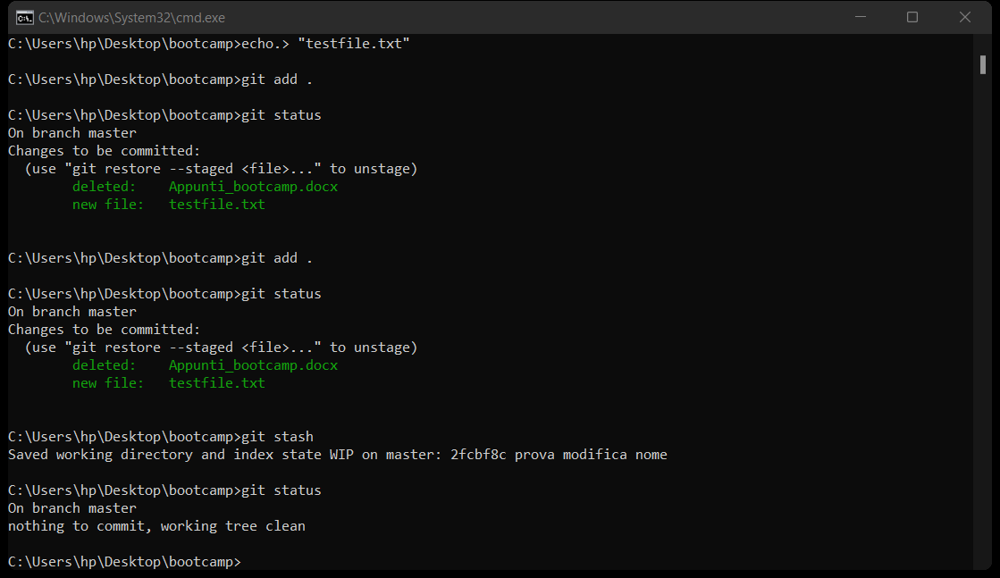 C:\Windows\System32\cmd.exe
C:\Users\hp\Desktop\bootcamp>echo.> "testfile.txt"
C:\Users\hp\Desktop\bootcamp>git add .
C:\Users\hp\Desktop\bootcamp>git status
On branch master
Changes to be committed:
  (use "git restore --staged <file>..." to unstage)
        deleted:    Appunti_bootcamp.docx
        new file:   testfile.txt
C:\Users\hp\Desktop\bootcamp>git add .
C:\Users\hp\Desktop\bootcamp>git status
On branch master
Changes to be committed:
  (use "git restore --staged <file>..." to unstage)
        deleted:    Appunti_bootcamp.docx
        new file:   testfile.txt
C:\Users\hp\Desktop\bootcamp>git stash
Saved working directory and index state WIP on master: 2fcbf8c prova modifica nome
C:\Users\hp\Desktop\bootcamp>git status
On branch master
nothing to commit, working tree clean
C:\Users\hp\Desktop\bootcamp>